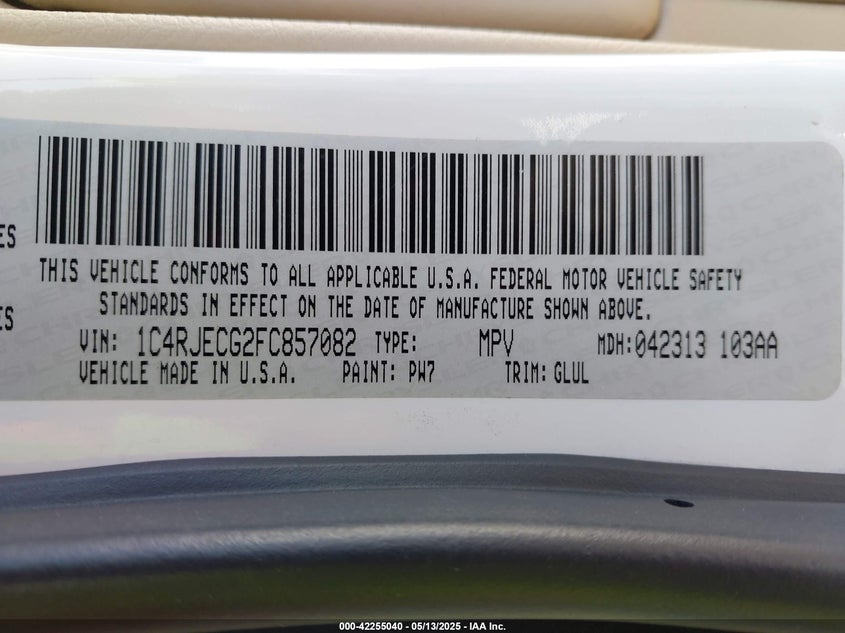 ES
THIS VEHICLE CONFORMS TO ALL APPLICABLE U.S.A. FEDERAL MOTOR VEHICLE SAFETY
STANDARDS IN EFFECT ON THE DATE OF MANUFACTURE SHOWN ABOVE.
ES
VIN: 1C4RJECG2FC857082 TYPE: MPV MDH:042313 103AA
VEHICLE MADE IN U.S.A. PAINT: PW7 TRIM: GLUL
000-42255040 - 05/13/2025 - IAA Inc.